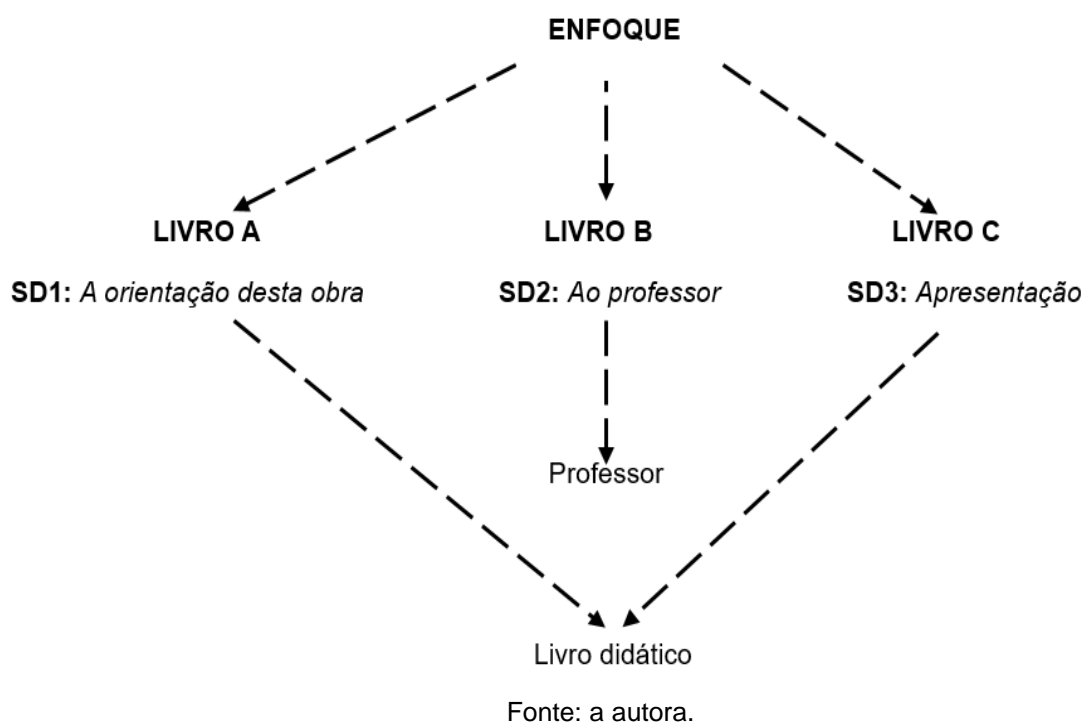 ENFOQUE
LIVRO A
LIVRO B
LIVRO C
SD1: A orientação desta obra
SD2: Ao professor
SD3: Apresentação
Professor
Livro didático
Fonte: a autora.